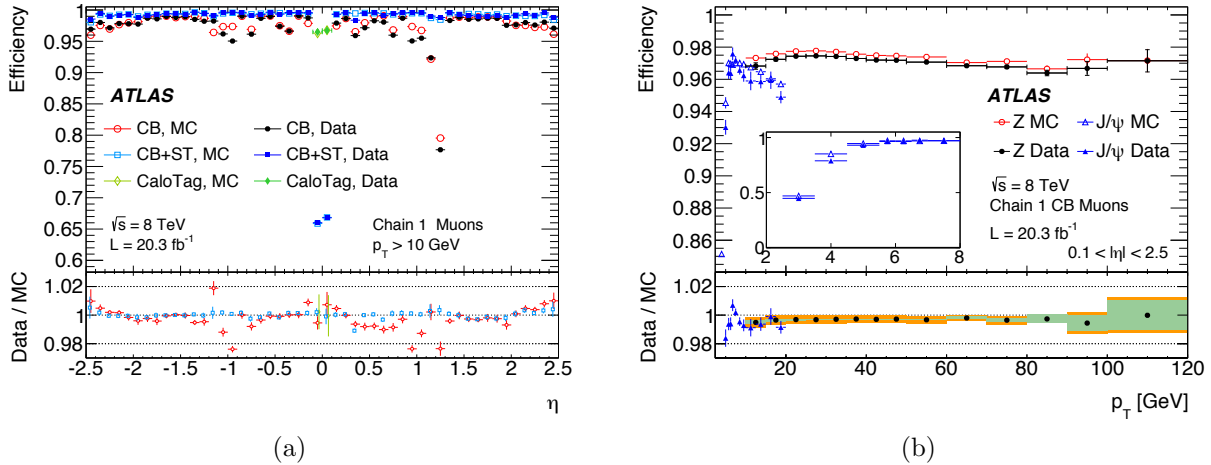 Efficiency
1
0.95
0.9
0.85
0.8
0.75
0.7
0.65
0.6
ATLAS
CB, MC
CB, Data
CB+ST, MC
CB+ST, Data
CaloTag, MC
CaloTag, Data
√s = 8 TeV
L = 20.3 fb⁻¹
Chain 1 Muons
p_T > 10 GeV
Data / MC
1.02
1
0.98
-2.5 -2 -1.5 -1 -0.5 0 0.5 1 1.5 2 2.5
η
(a)
Efficiency
1
0.98
0.96
0.94
0.92
0.9
0.88
0.86
ATLAS
Z MC
J/ψ MC
Z Data
J/ψ Data
√s = 8 TeV
Chain 1 CB Muons
L = 20.3 fb⁻¹
0.1 < |η| < 2.5
1
0.5
0
2 4 6 8
Data / MC
1.02
1
0.98
20 40 60 80 100 120
p_T [GeV]
(b)